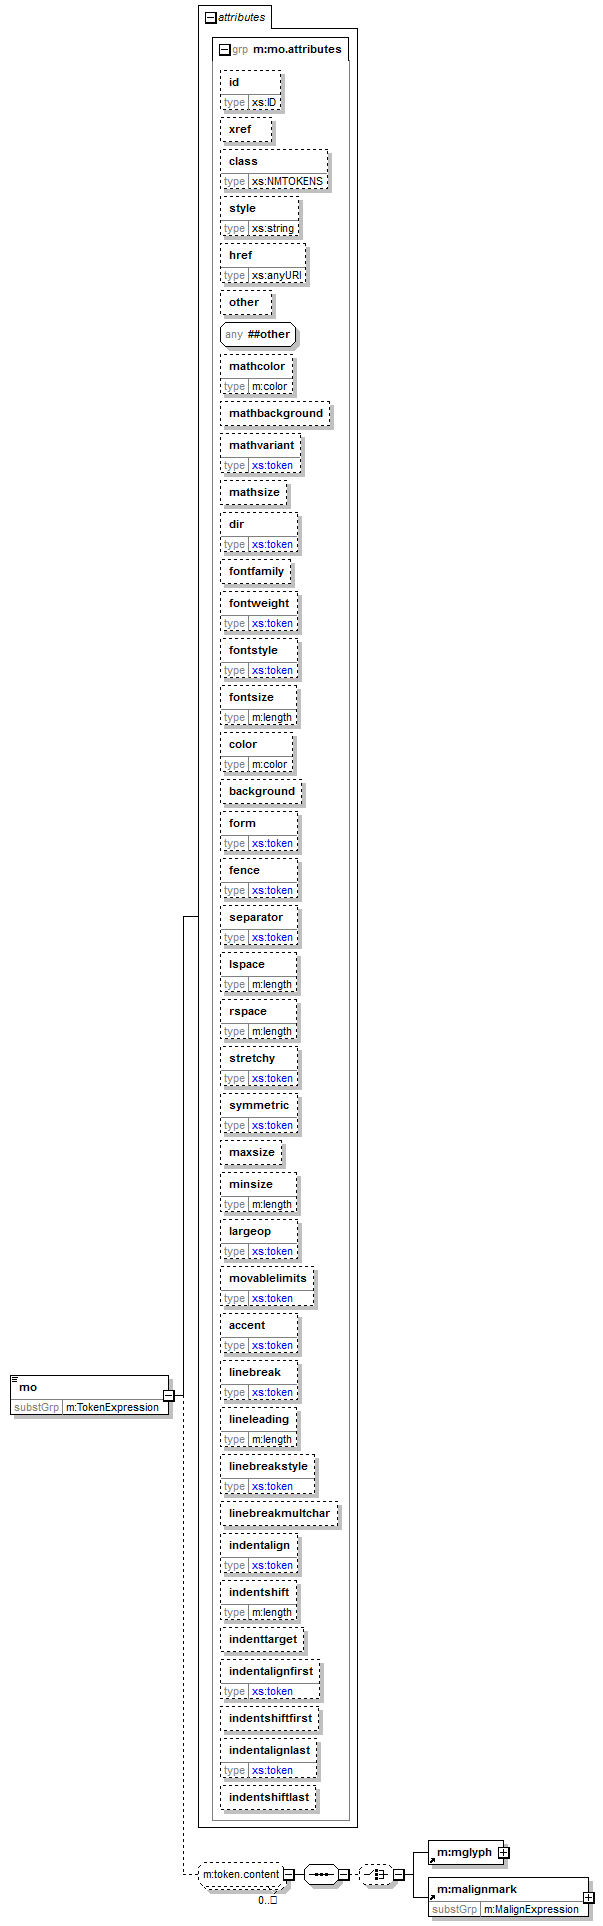 attributes
grp m:mo.attributes
id
type xs:ID
xref
class
type xs:NMTOKENS
style
type xs:string
href
type xs:anyURI
other
any ##other
mathcolor
type m:color
mathbackground
mathvariant
type xs:token
mathsize
dir
type xs:token
fontfamily
fontweight
type xs:token
fontstyle
type xs:token
fontsize
type m:length
color
type m:color
background
form
type xs:token
fence
type xs:token
separator
type xs:token
lspace
type m:length
rspace
type m:length
stretchy
type xs:token
symmetric
type xs:token
maxsize
minsize
type m:length
largeop
type xs:token
movablelimits
type xs:token
accent
type xs:token
linebreak
type xs:token
lineleading
type m:length
linebreakstyle
type xs:token
linebreakmultchar
indentalign
type xs:token
indentshift
type m:length
indenttarget
indentalignfirst
type xs:token
indentshiftfirst
indentalignlast
type xs:token
indentshiftlast
mo
substGrp m:TokenExpression
m:token.content
0..□
m:mglyph
m:malignmark
substGrp m:MalignExpression